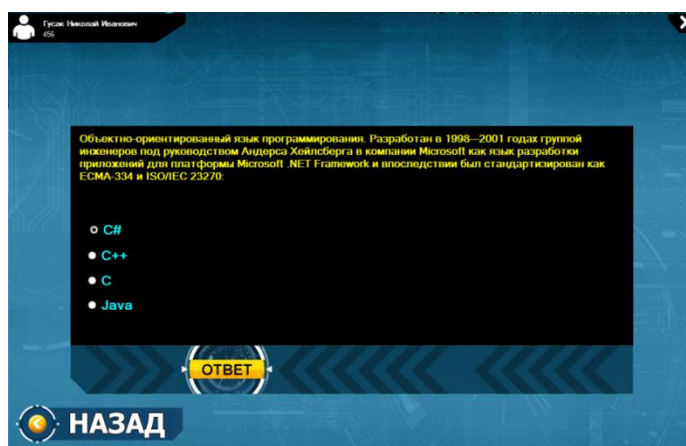 Гусак Николай Иванович
456
Объектно-ориентированный язык программирования. Разработан в 1998—2001 годах группой
инженеров под руководством Андерса Хейлсберга в компании Microsoft как язык разработки
приложений для платформы Microsoft .NET Framework и впоследствии был стандартизирован как
ECMA-334 и ISO/IEC 23270:
C#
C++
C
Java
ОТВЕТ
НАЗАД